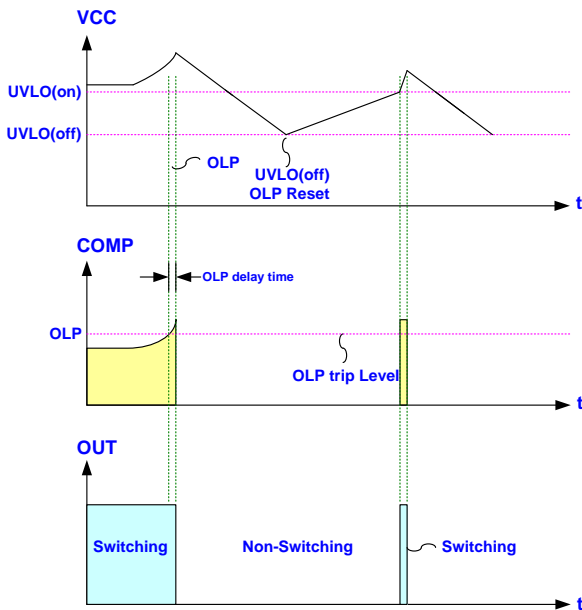 VCC
UVLO(on)
UVLO(off)
OLP
UVLO(off)
OLP Reset
t
COMP
OLP delay time
OLP
OLP trip Level
t
OUT
Switching
Non-Switching
Switching
t